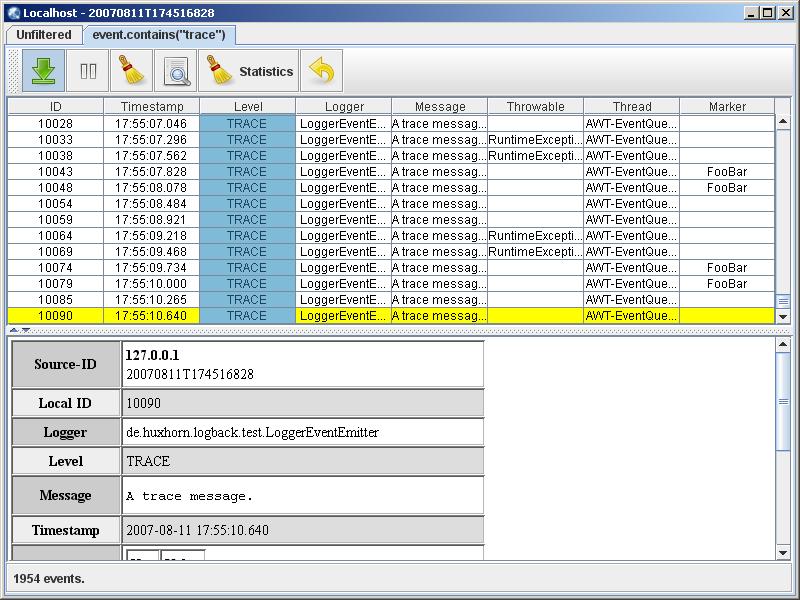 Localhost - 20070811T174516828
Unfiltered event.contains("trace")
Statistics
ID Timestamp Level Logger Message Throwable Thread Marker
10028 17:55:07.046 TRACE LoggerEventE... A trace messag... AWT-EventQue...
10033 17:55:07.296 TRACE LoggerEventE... A trace messag... RuntimeExcepti... AWT-EventQue...
10038 17:55:07.562 TRACE LoggerEventE... A trace messag... RuntimeExcepti... AWT-EventQue...
10043 17:55:07.828 TRACE LoggerEventE... A trace messag... AWT-EventQue... FooBar
10048 17:55:08.078 TRACE LoggerEventE... A trace messag... AWT-EventQue... FooBar
10054 17:55:08.484 TRACE LoggerEventE... A trace messag... AWT-EventQue...
10059 17:55:08.921 TRACE LoggerEventE... A trace messag... AWT-EventQue...
10064 17:55:09.218 TRACE LoggerEventE... A trace messag... RuntimeExcepti... AWT-EventQue...
10069 17:55:09.468 TRACE LoggerEventE... A trace messag... RuntimeExcepti... AWT-EventQue...
10074 17:55:09.734 TRACE LoggerEventE... A trace messag... AWT-EventQue... FooBar
10079 17:55:10.000 TRACE LoggerEventE... A trace messag... AWT-EventQue... FooBar
10085 17:55:10.265 TRACE LoggerEventE... A trace messag... AWT-EventQue...
10090 17:55:10.640 TRACE LoggerEventE... A trace messag... AWT-EventQue...
Source-ID 127.0.0.1
20070811T174516828
Local ID 10090
Logger de.huxhorn.logback.test.LoggerEventEmitter
Level TRACE
Message A trace message.
Timestamp 2007-08-11 17:55:10.640
1954 events.